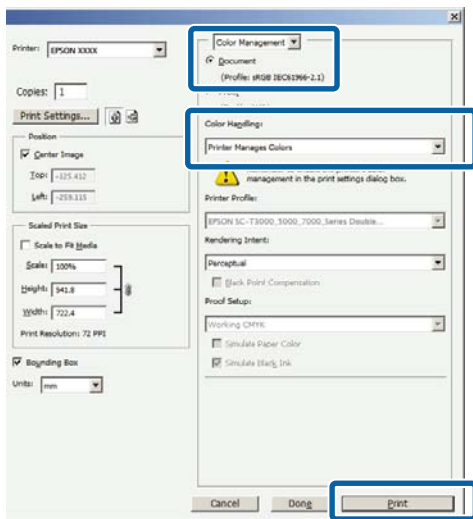 Printer: EPSON XXXX
Copies: 1
Print Settings...
Position
Center Image
Top: -125.412
Left: -259.115
Scaled Print Size
Scale to Fit Media
Scale: 100%
Height: 541.8
Width: 722.4
Print Resolution: 72 PPI
Bounding Box
Units: mm
Color Management
Document
(Profile: sRGB IEC61966-2.1)
Color Handling:
Printer Manages Colors
management in the print settings dialog box.
Printer Profile:
EPSON SC-T3000_5000_7000_Series Double...
Rendering Intent:
Perceptual
Black Point Compensation
Proof Setup:
Working CMYK
Simulate Paper Color
Simulate Black Ink
Cancel
Done
Print